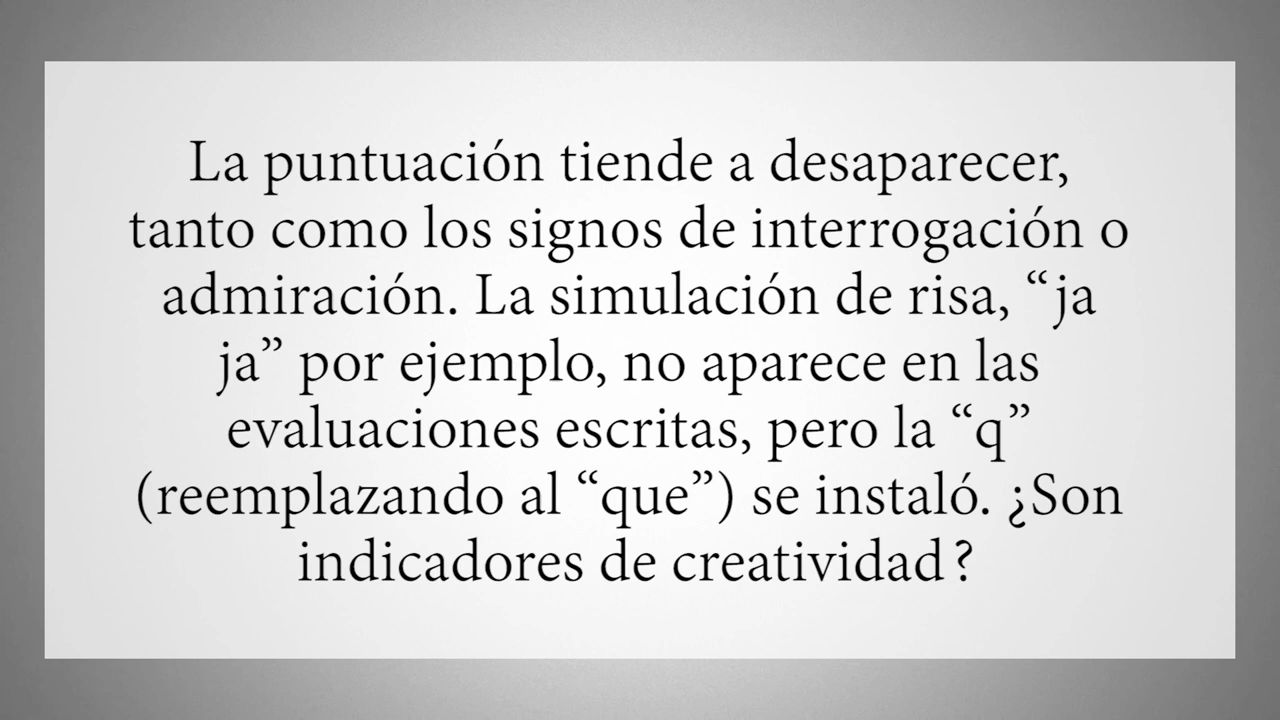 La puntuación tiende a desaparecer,
tanto como los signos de interrogación o
admiración. La simulación de risa, “ja
ja” por ejemplo, no aparece en las
evaluaciones escritas, pero la “q”
(reemplazando al “que”) se instaló. ¿Son
indicadores de creatividad?